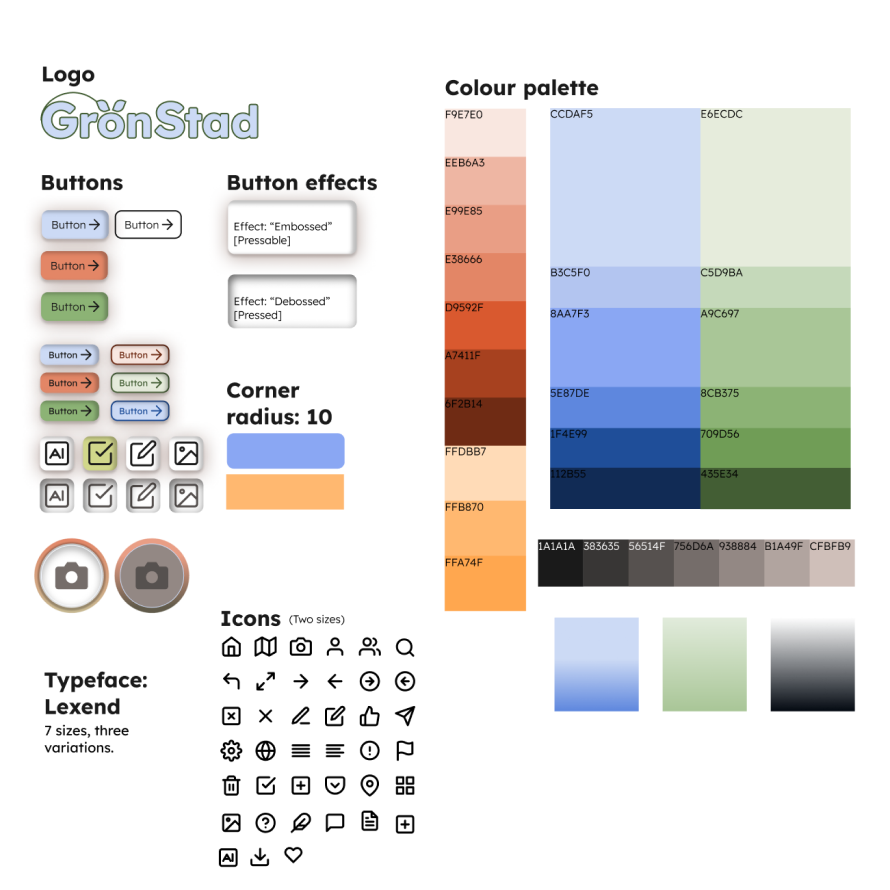 Logo
GrönStad
Buttons
Button
Button
Button
Button
Button
Button
Button
Button
Button
Button
AI
AI
Button effects
Effect: “Embossed”
[Pressable]
Effect: “Debossed”
[Pressed]
Corner
radius: 10
Typeface:
Lexend
7 sizes, three
variations.
Icons (Two sizes)
AI
Colour palette
F9E7E0
EEB6A3
E99E85
E38666
D9592F
A7411F
6F2B14
FFDBB7
FFB870
FFA74F
CCDAF5 E6ECDC
B3C5F0 C5D9BA
8AA7F3 A9C697
5E87DE 8CB375
1F4E99 709D56
112B55 435E34
1A1A1A 383635 56514F 756D6A 938884 B1A49F CFBFB9